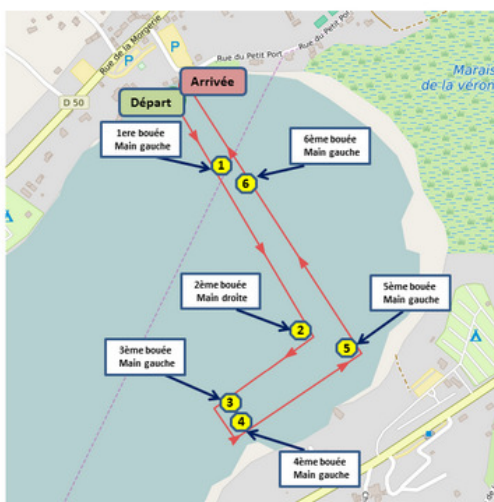 Rue de la Morgerie
P
P
Rue du Petit Port
Marais
de la véron
Arrivée
Départ
D 50
1ere bouée
Main gauche
6ème bouée
Main gauche
1
6
2ème bouée
Main droite
5ème bouée
Main gauche
2
5
3ème bouée
Main gauche
3
4
4ème bouée
Main gauche